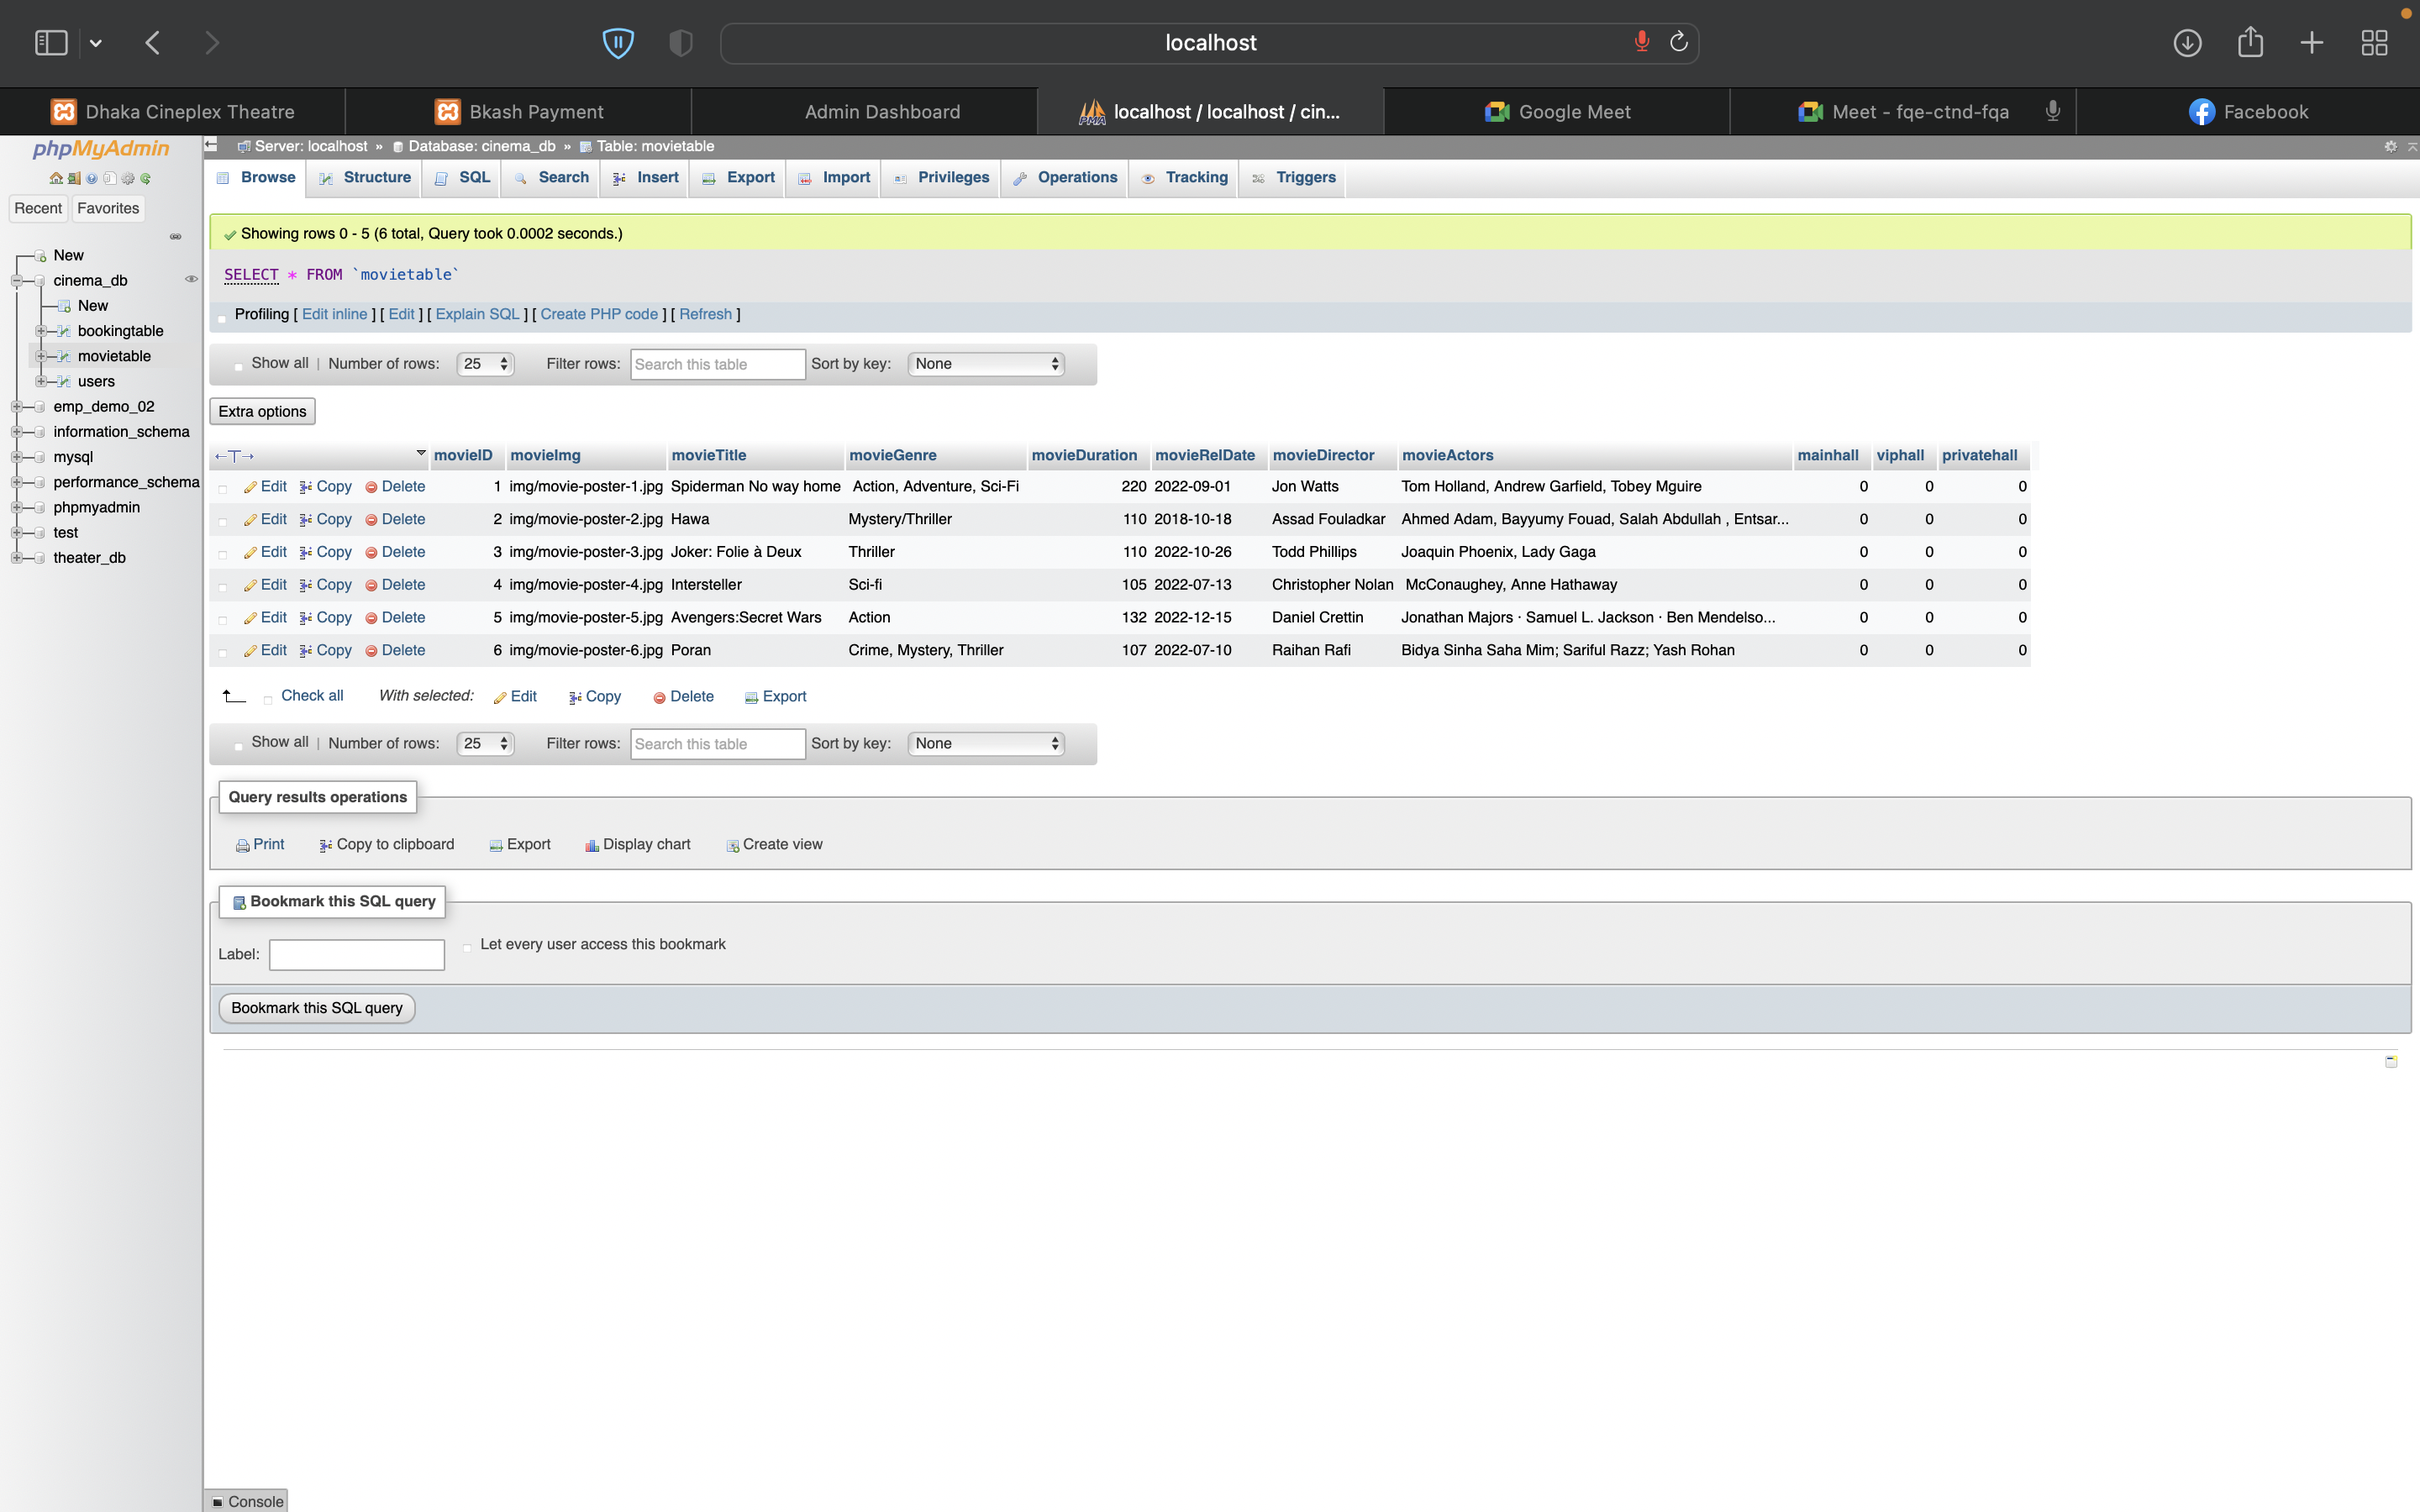 localhost
Dhaka Cineplex Theatre
Bkash Payment
Admin Dashboard
localhost / localhost / cin...
Google Meet
Meet - fqe-ctnd-fqa
Facebook
phpMyAdmin
Recent
Favorites
New
cinema_db
New
bookingtable
movietable
users
emp_demo_02
information_schema
mysql
performance_schema
phpmyadmin
test
theater_db
Server: localhost » Database: cinema_db » Table: movietable
Browse Structure SQL Search Insert Export Import Privileges Operations Tracking Triggers
Showing rows 0 - 5 (6 total, Query took 0.0002 seconds.)
SELECT * FROM `movietable`
Profiling [ Edit inline ] [ Edit ] [ Explain SQL ] [ Create PHP code ] [ Refresh ]
Show all | Number of rows: 25 Filter rows: Search this table Sort by key: None
Extra options
←T→ movieID movieImg movieTitle movieGenre movieDuration movieRelDate movieDirector movieActors mainhall viphall privatehall
Edit Copy Delete 1 img/movie-poster-1.jpg Spiderman No way home Action, Adventure, Sci-Fi 220 2022-09-01 Jon Watts Tom Holland, Andrew Garfield, Tobey Mguire 0 0 0
Edit Copy Delete 2 img/movie-poster-2.jpg Hawa Mystery/Thriller 110 2018-10-18 Assad Fouladkar Ahmed Adam, Bayyumy Fouad, Salah Abdullah , Entsar... 0 0 0
Edit Copy Delete 3 img/movie-poster-3.jpg Joker: Folie à Deux Thriller 110 2022-10-26 Todd Phillips Joaquin Phoenix, Lady Gaga 0 0 0
Edit Copy Delete 4 img/movie-poster-4.jpg Intersteller Sci-fi 105 2022-07-13 Christopher Nolan McConaughey, Anne Hathaway 0 0 0
Edit Copy Delete 5 img/movie-poster-5.jpg Avengers:Secret Wars Action 132 2022-12-15 Daniel Crettin Jonathan Majors · Samuel L. Jackson · Ben Mendelso... 0 0 0
Edit Copy Delete 6 img/movie-poster-6.jpg Poran Crime, Mystery, Thriller 107 2022-07-10 Raihan Rafi Bidya Sinha Saha Mim; Sariful Razz; Yash Rohan 0 0 0
Check all With selected: Edit Copy Delete Export
Show all | Number of rows: 25 Filter rows: Search this table Sort by key: None
Query results operations
Print Copy to clipboard Export Display chart Create view
Bookmark this SQL query
Label: Let every user access this bookmark
Bookmark this SQL query
Console